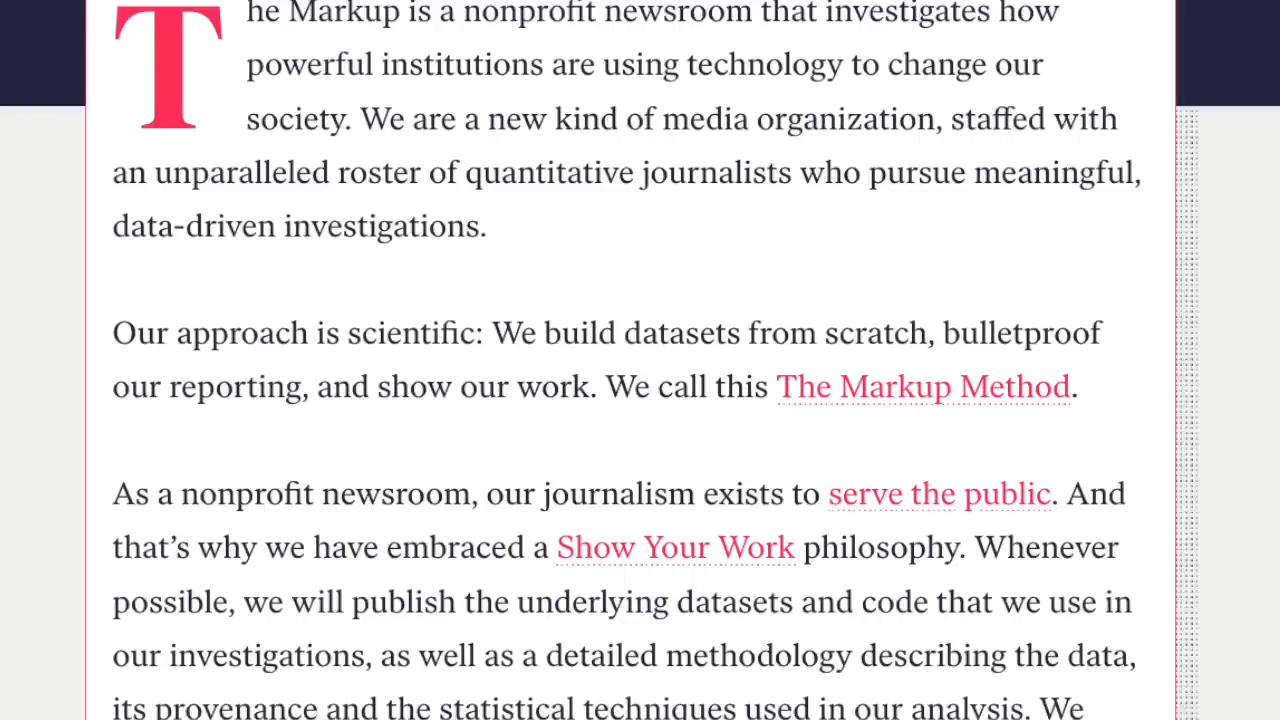 The Markup is a nonprofit newsroom that investigates how
powerful institutions are using technology to change our
society. We are a new kind of media organization, staffed with
an unparalleled roster of quantitative journalists who pursue meaningful,
data-driven investigations.
Our approach is scientific: We build datasets from scratch, bulletproof
our reporting, and show our work. We call this The Markup Method.
As a nonprofit newsroom, our journalism exists to serve the public. And
that’s why we have embraced a Show Your Work philosophy. Whenever
possible, we will publish the underlying datasets and code that we use in
our investigations, as well as a detailed methodology describing the data,
its provenance and the statistical techniques used in our analysis. We